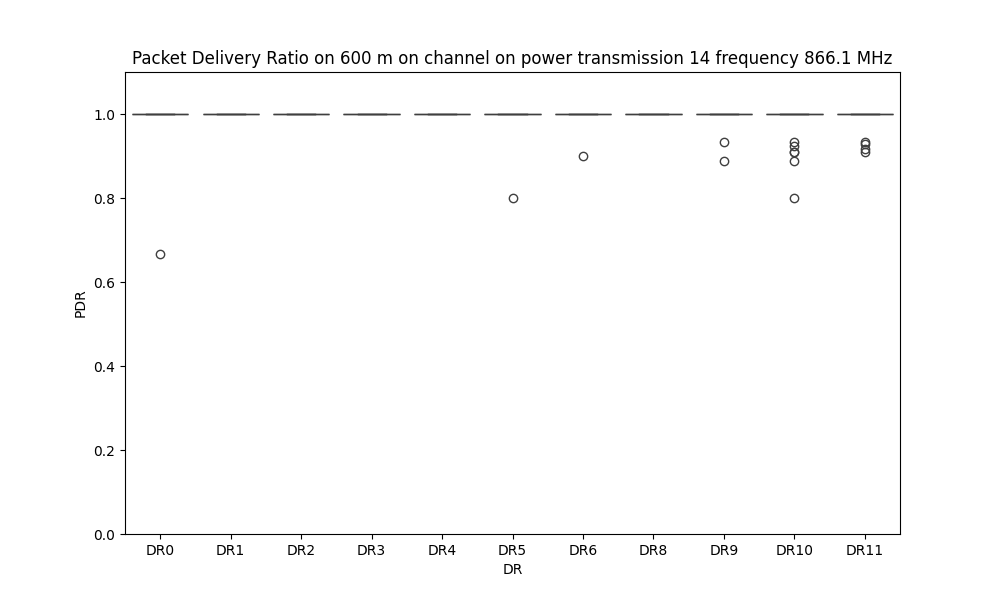 Packet Delivery Ratio on 600 m on channel on power transmission 14 frequency 866.1 MHz
1.0
0.8
0.6
0.4
0.2
0.0
PDR
DR0 DR1 DR2 DR3 DR4 DR5 DR6 DR8 DR9 DR10 DR11
DR